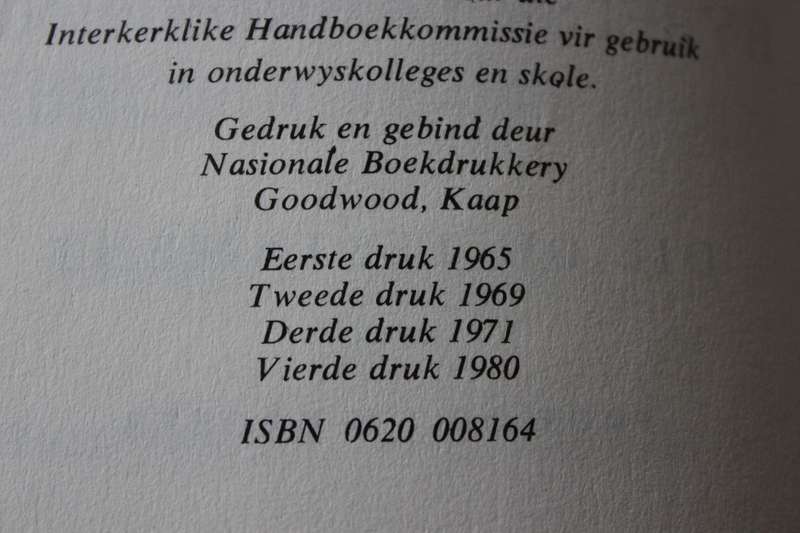 Interkerklike Handboekkommissie vir gebruik
in onderwyskolleges en skole.
Gedruk en gebind deur
Nasionale Boekdrukkery
Goodwood, Kaap
Eerste druk 1965
Tweede druk 1969
Derde druk 1971
Vierde druk 1980
ISBN 0620 008164